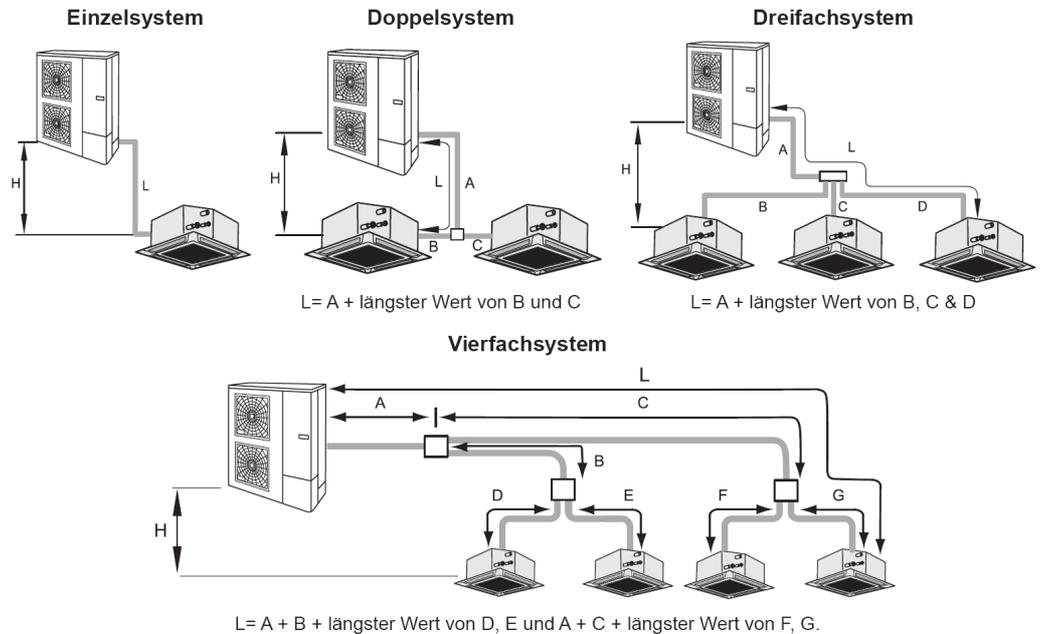 Einzelsystem
Doppelsystem
Dreifachsystem
H
L
H
L
A
B
C
H
L
A
B
C
D
L= A + längster Wert von B und C
L= A + längster Wert von B, C & D
Vierfachsystem
L
A
C
B
D
E
F
G
H
L= A + B + längster Wert von D, E und A + C + längster Wert von F, G.